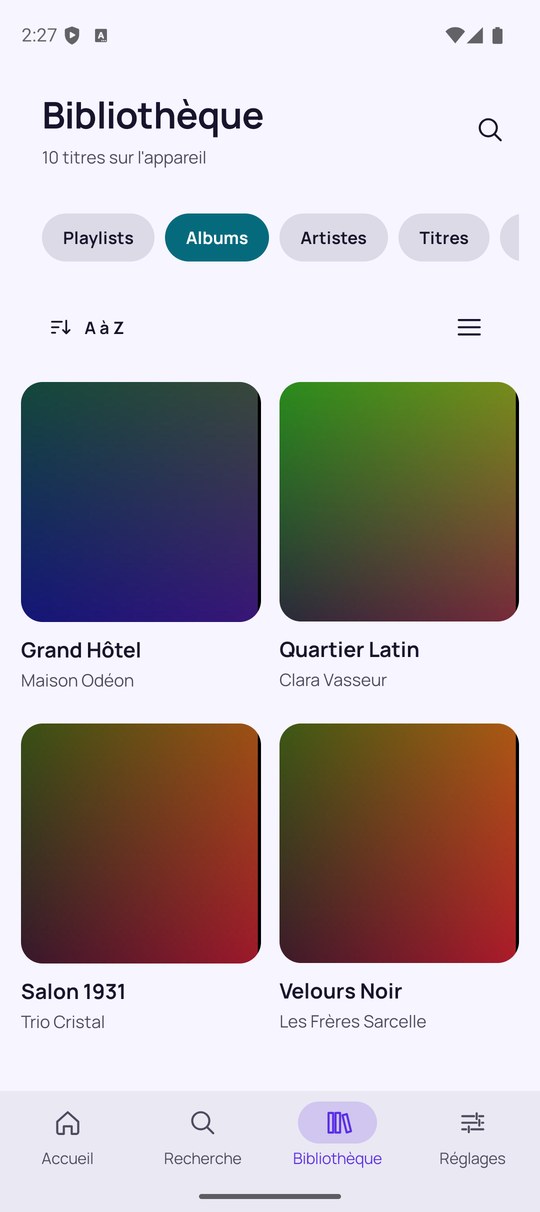 2:27
Bibliothèque
10 titres sur l'appareil
Playlists Albums Artistes Titres
A à Z
Grand Hôtel
Maison Odéon
Quartier Latin
Clara Vasseur
Salon 1931
Trio Cristal
Velours Noir
Les Frères Sarcelle
Accueil Recherche Bibliothèque Réglages